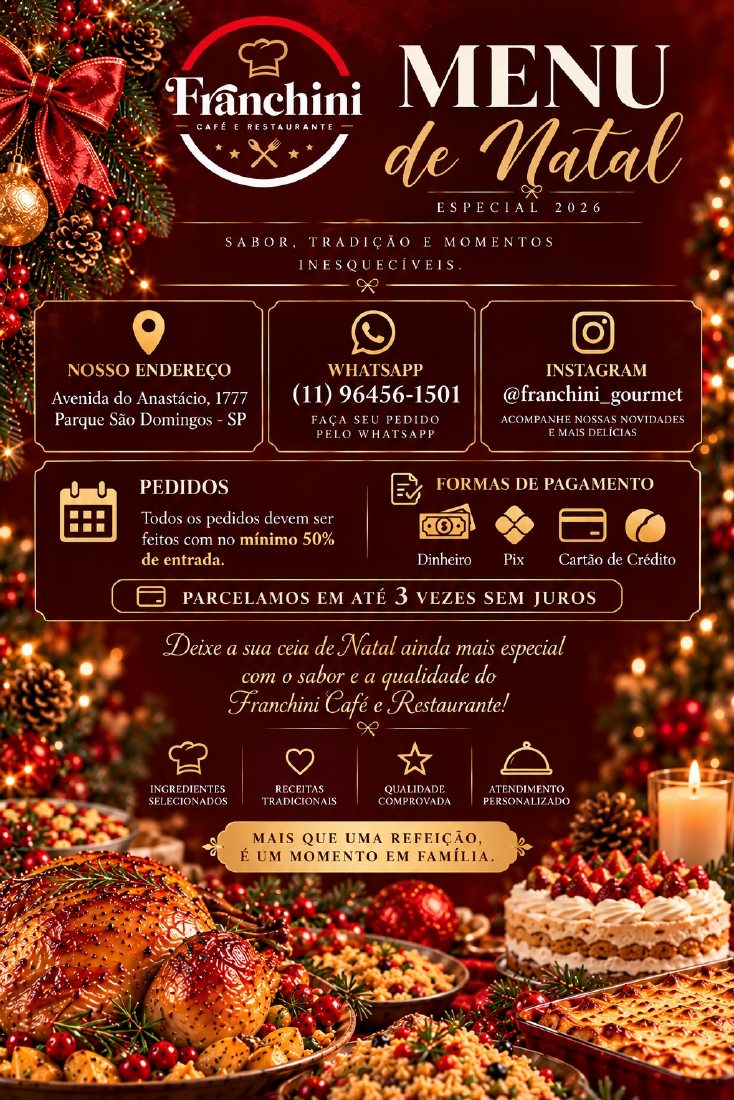 Franchini
CAFÉ E RESTAURANTE
MENU
de Natal
ESPECIAL 2026
SABOR, TRADIÇÃO E MOMENTOS
INESQUECÍVEIS.
NOSSO ENDEREÇO
Avenida do Anastácio, 1777
Parque São Domingos - SP
WHATSAPP
(11) 96456-1501
FAÇA SEU PEDIDO
PELO WHATSAPP
INSTAGRAM
@franchini_gourmet
ACOMPANHE NOSSAS NOVIDADES
E MAIS DELÍCIAS
PEDIDOS
Todos os pedidos devem ser
feitos com no mínimo 50%
de entrada.
FORMAS DE PAGAMENTO
Dinheiro
Pix
Cartão de Crédito
PARCELAMOS EM ATÉ 3 VEZES SEM JUROS
Deixe a sua ceia de Natal ainda mais especial
com o sabor e a qualidade do
Franchini Café e Restaurante!
INGREDIENTES
SELECIONADOS
RECEITAS
TRADICIONAIS
QUALIDADE
COMPROVADA
ATENDIMENTO
PERSONALIZADO
MAIS QUE UMA REFEIÇÃO,
É UM MOMENTO EM FAMÍLIA.